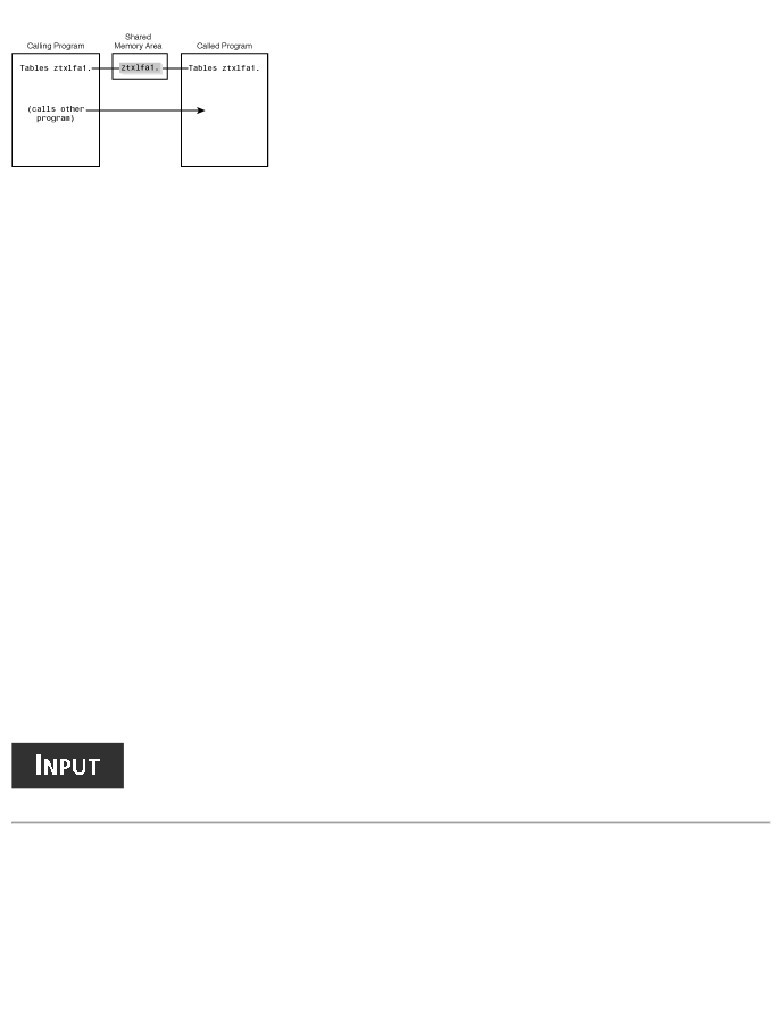 Calling Program
Shared
Memory Area
Called Program
Tables ztxlfa1.
ztxlfa1.
Tables ztxlfa1.
(calls other
program)
INPUT